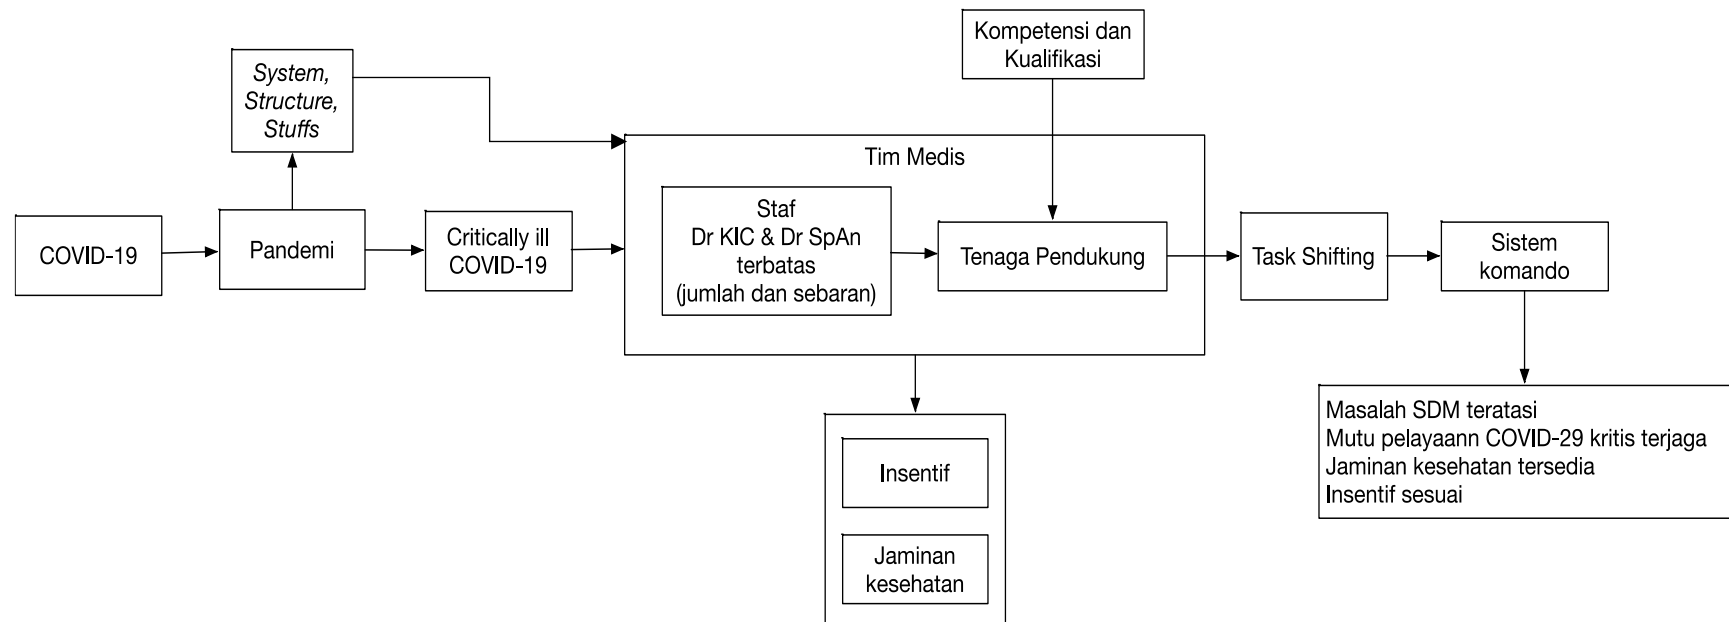 System,
Structure,
Stuffs
Kompetensi dan
Kualifikasi
Tim Medis
COVID-19
Pandemi
Critically ill
COVID-19
Staf
Dr KIC & Dr SpAn
terbatas
(jumlah dan sebaran)
Tenaga Pendukung
Task Shifting
Sistem
komando
Insentif
Jaminan
kesehatan
Masalah SDM teratasi
Mutu pelayaann COVID-29 kritis terjaga
Jaminan kesehatan tersedia
Insentif sesuai